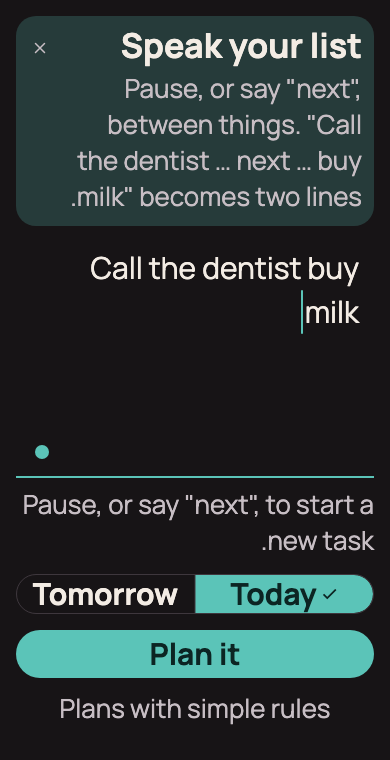 Speak your list
Pause, or say "next",
between things. "Call
the dentist … next … buy
.milk" becomes two lines
Call the dentist buy
milk
Pause, or say "next", to start a
.new task
Tomorrow
Today
Plan it
Plans with simple rules